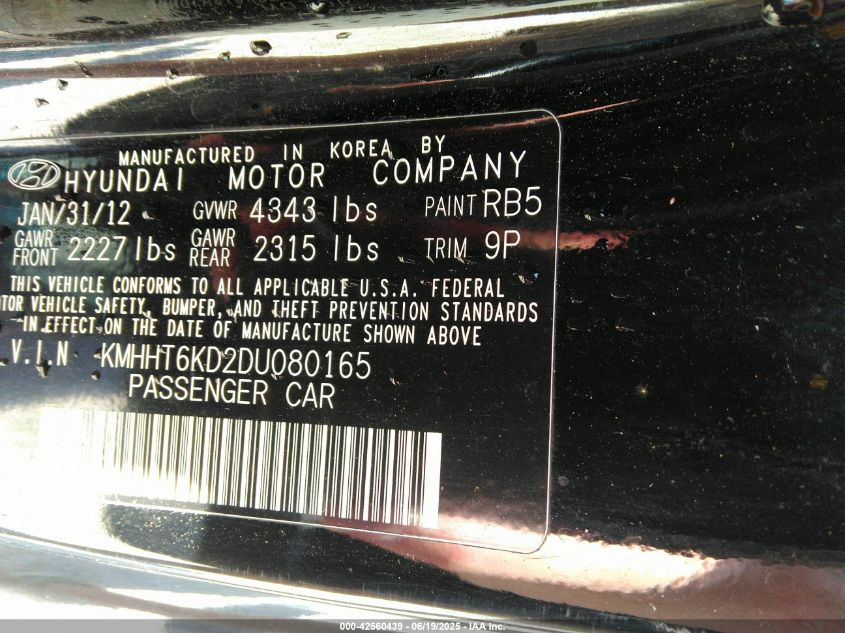 MANUFACTURED IN KOREA BY
HYUNDAI MOTOR COMPANY
JAN/31/12 GVWR 4343 lbs PAINT RB5
GAWR FRONT 2227 lbs GAWR REAR 2315 lbs TRIM 9P
THIS VEHICLE CONFORMS TO ALL APPLICABLE U.S.A. FEDERAL
VEHICLE SAFETY, BUMPER, AND THEFT PREVENTION STANDARDS
IN EFFECT ON THE DATE OF MANUFACTURE SHOWN ABOVE
V.I.N KMHHT6KD2DU080165
PASSENGER CAR
000-42560439 - 06/19/2025 - IAA Inc.